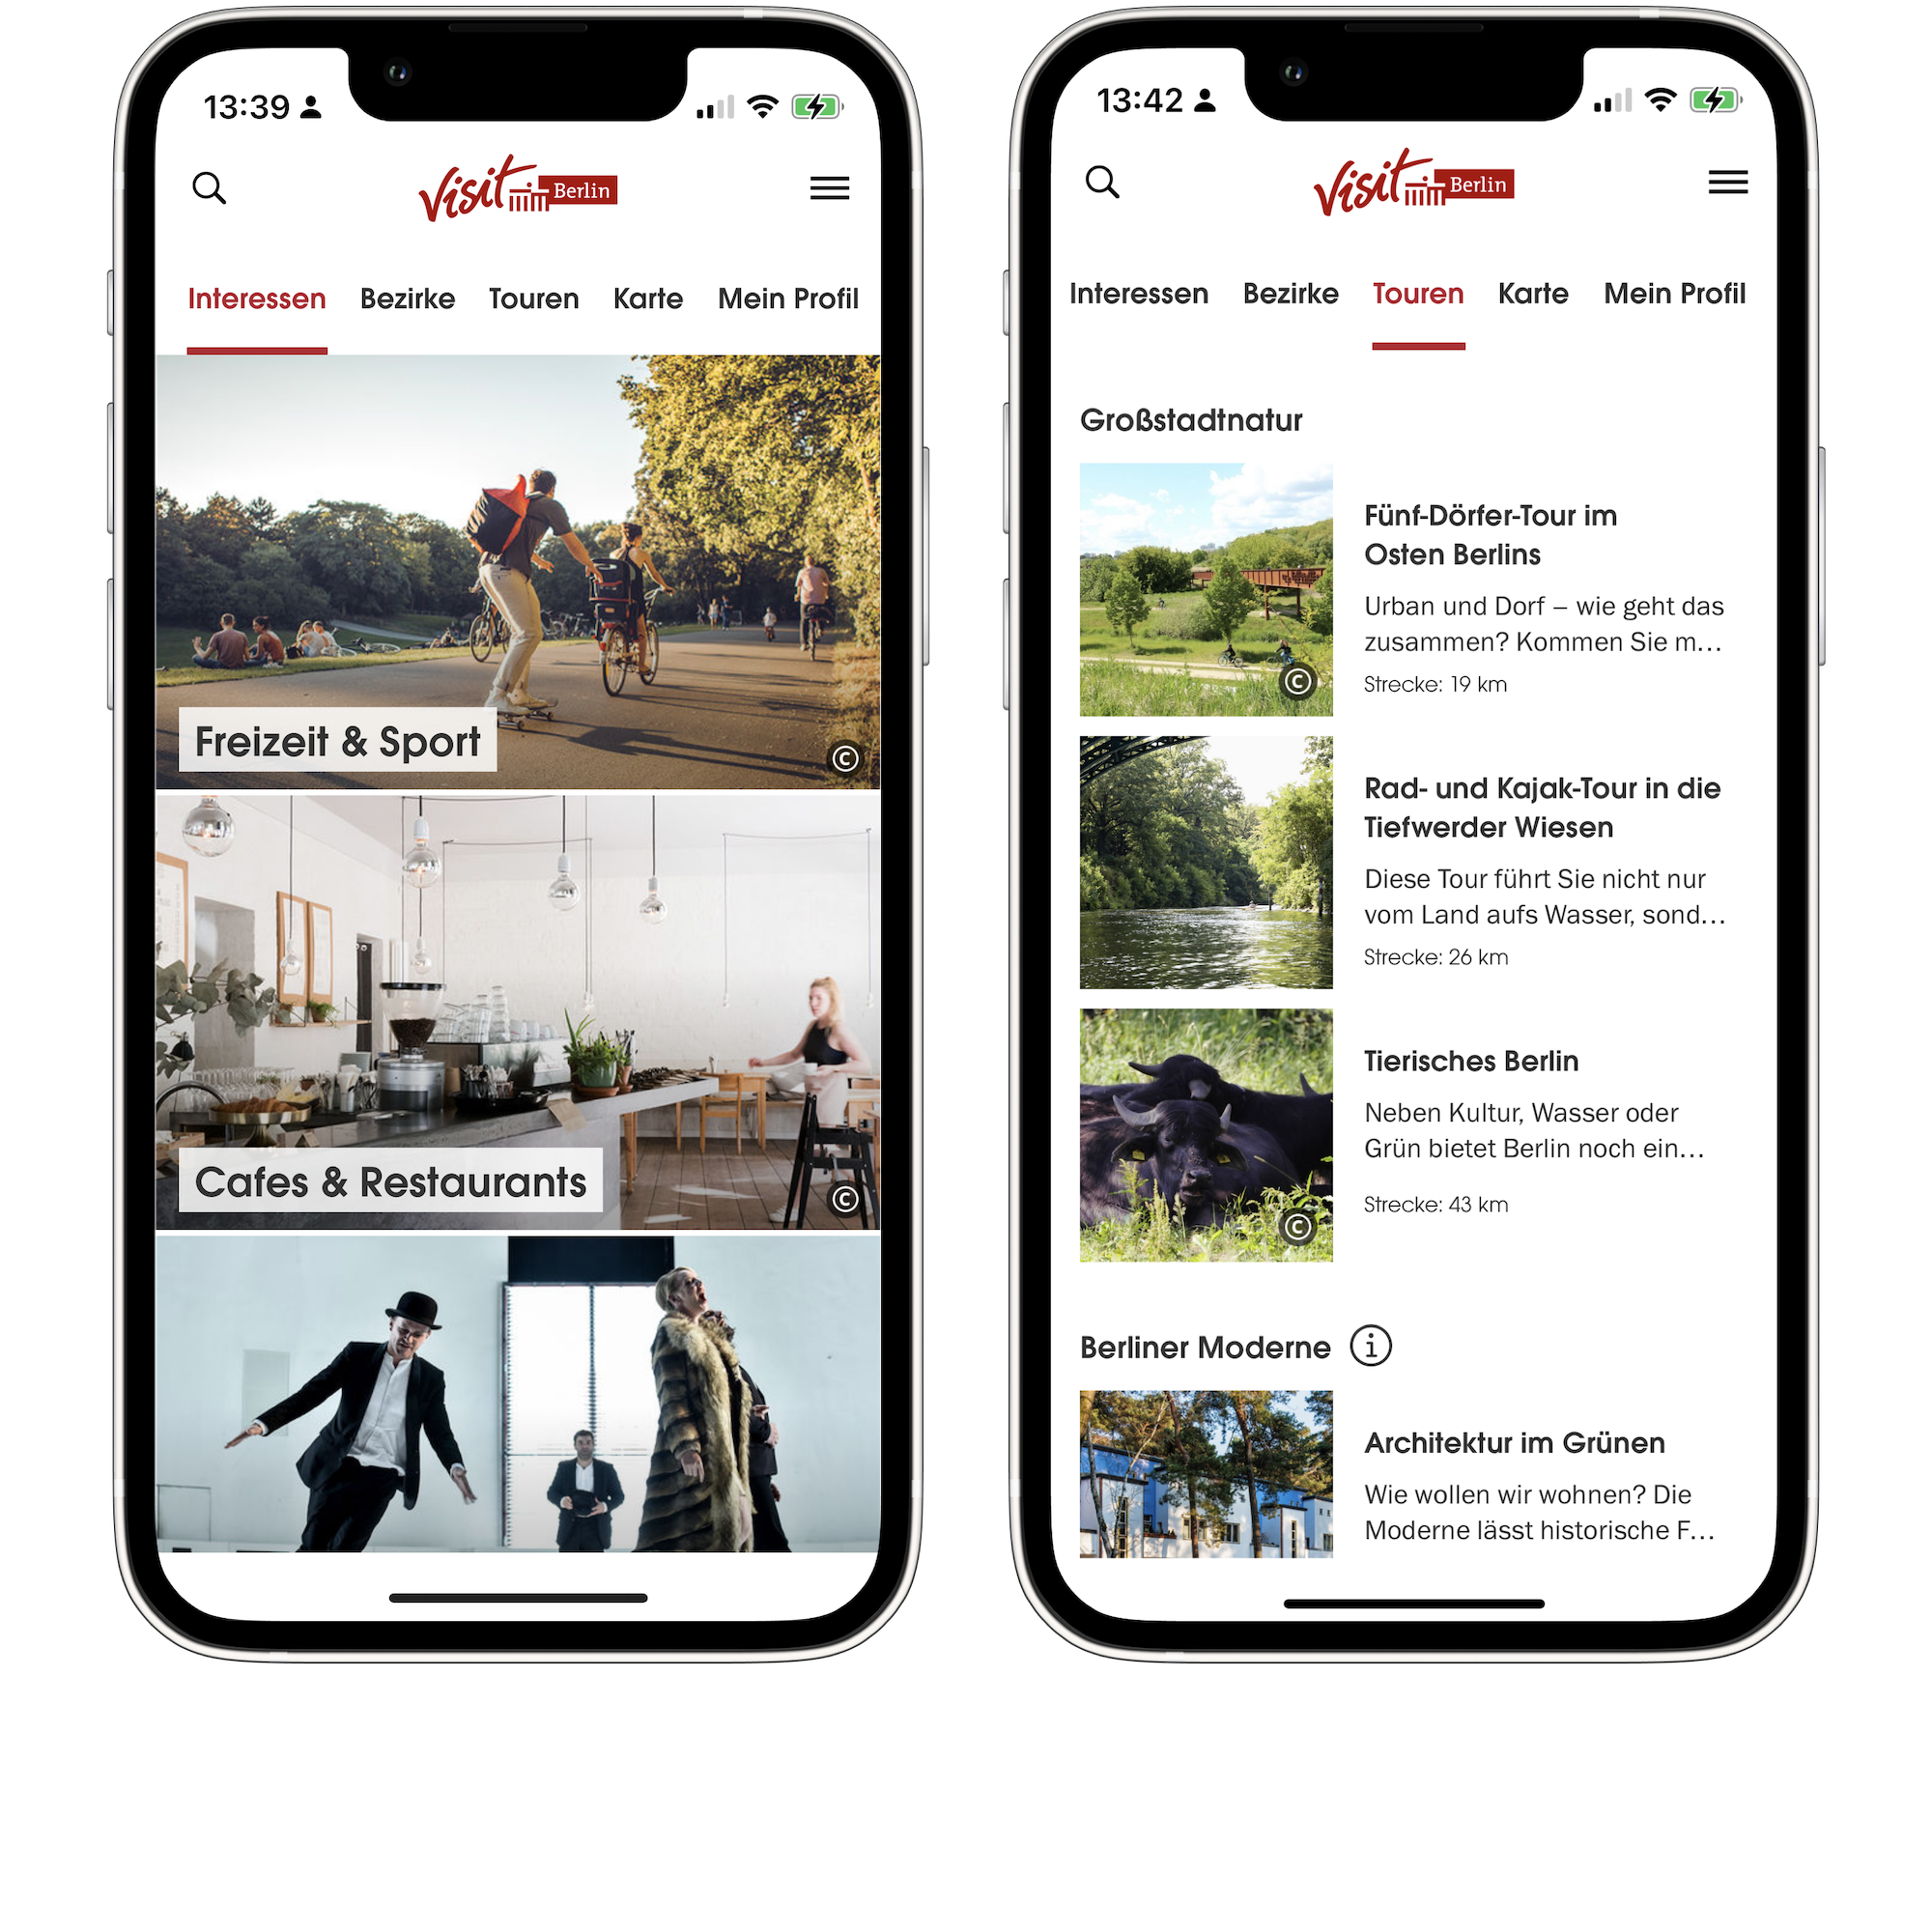 13:39
visit Berlin
Interessen Bezirke Touren Karte Mein Profil
Freizeit & Sport
©
Cafes & Restaurants
©
13:42
visit Berlin
Interessen Bezirke Touren Karte Mein Profil
Großstadtnatur
Fünf-Dörfer-Tour im
Osten Berlins
Urban und Dorf – wie geht das
zusammen? Kommen Sie m...
Strecke: 19 km
©
Rad- und Kajak-Tour in die
Tiefwerder Wiesen
Diese Tour führt Sie nicht nur
vom Land aufs Wasser, sond...
Strecke: 26 km
Tierisches Berlin
Neben Kultur, Wasser oder
Grün bietet Berlin noch ein...
Strecke: 43 km
©
Berliner Moderne i
Architektur im Grünen
Wie wollen wir wohnen? Die
Moderne lässt historische F...